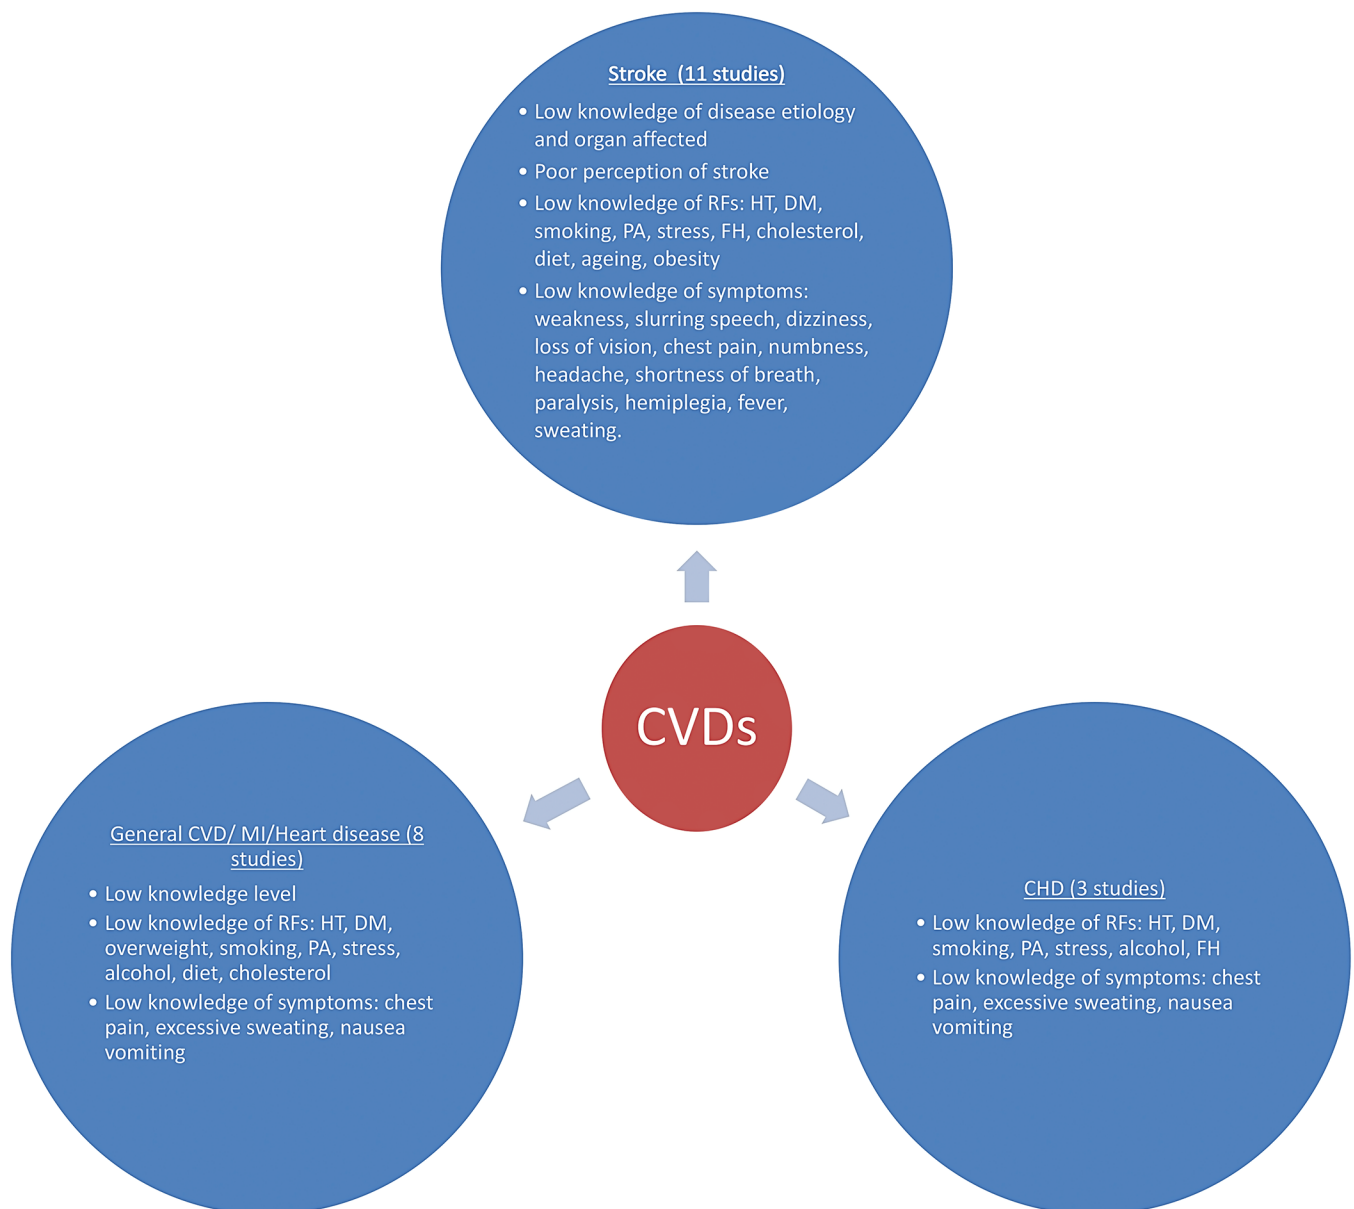 Stroke (11 studies)
• Low knowledge of disease etiology
and organ affected
• Poor perception of stroke
• Low knowledge of RFs: HT, DM,
smoking, PA, stress, FH, cholesterol,
diet, ageing, obesity
• Low knowledge of symptoms:
weakness, slurring speech, dizziness,
loss of vision, chest pain, numbness,
headache, shortness of breath,
paralysis, hemiplegia, fever,
sweating.
CVDs
General CVD/ MI/Heart disease (8
studies)
• Low knowledge level
• Low knowledge of RFs: HT, DM,
overweight, smoking, PA, stress,
alcohol, diet, cholesterol
• Low knowledge of symptoms: chest
pain, excessive sweating, nausea
vomiting
CHD (3 studies)
• Low knowledge of RFs: HT, DM,
smoking, PA, stress, alcohol, FH
• Low knowledge of symptoms: chest
pain, excessive sweating, nausea
vomiting